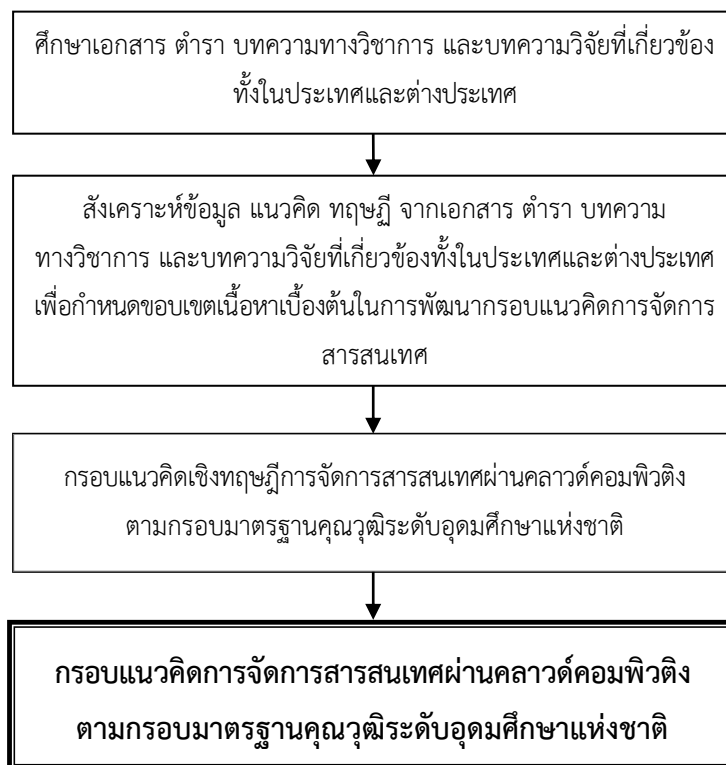 ศึกษาเอกสาร ตำรา บทความทางวิชาการ และบทความวิจัยที่เกี่ยวข้อง
ทั้งในประเทศและต่างประเทศ
สังเคราะห์ข้อมูล แนวคิด ทฤษฏี จากเอกสาร ตำรา บทความ
ทางวิชาการ และบทความวิจัยที่เกี่ยวข้องทั้งในประเทศและต่างประเทศ
เพื่อกำหนดขอบเขตเนื้อหาเบื้องต้นในการพัฒนากรอบแนวคิดการจัดการ
สารสนเทศ
กรอบแนวคิดเชิงทฤษฎีการจัดการสารสนเทศผ่านคลาวด์คอมพิวติง
ตามกรอบมาตรฐานคุณวุฒิระดับอุดมศึกษาแห่งชาติ
กรอบแนวคิดการจัดการสารสนเทศผ่านคลาวด์คอมพิวติง
ตามกรอบมาตรฐานคุณวุฒิระดับอุดมศึกษาแห่งชาติ